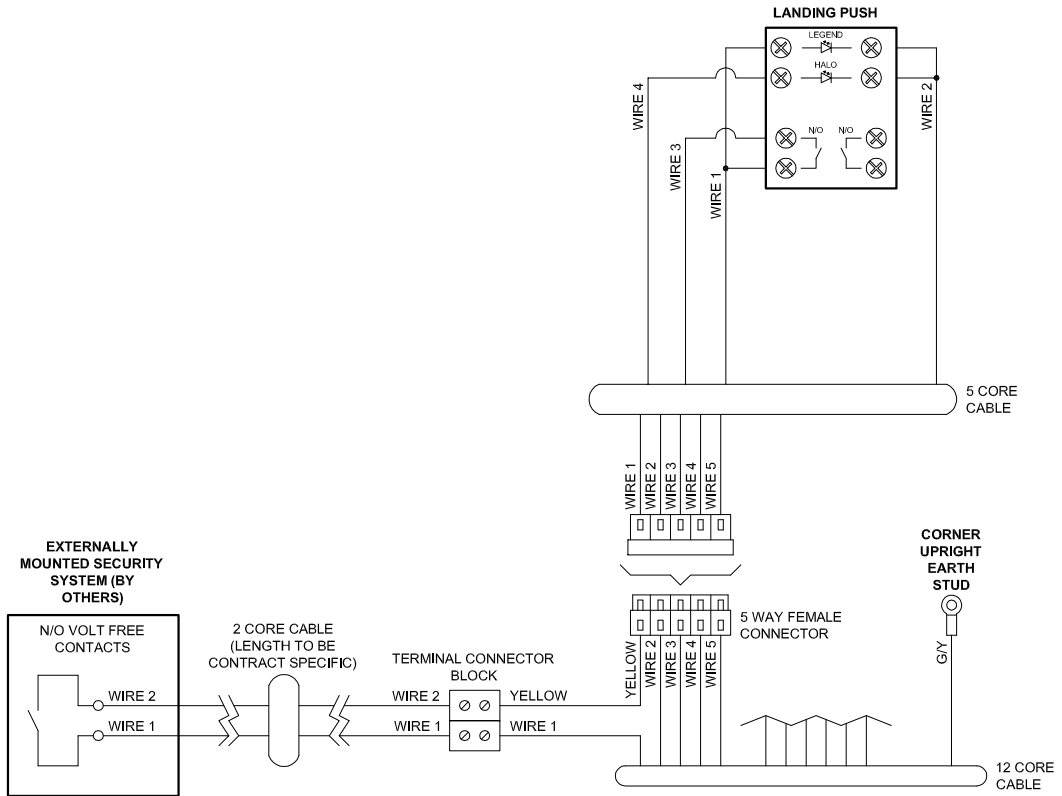 LANDING PUSH
LEGEND
HALO
N/O
N/O
WIRE 4
WIRE 3
WIRE 1
WIRE 2
5 CORE
CABLE
WIRE 1
WIRE 2
WIRE 3
WIRE 4
WIRE 5
EXTERNALLY
MOUNTED SECURITY
SYSTEM (BY
OTHERS)
CORNER
UPRIGHT
EARTH
STUD
N/O VOLT FREE
CONTACTS
2 CORE CABLE
(LENGTH TO BE
CONTRACT SPECIFIC)
TERMINAL CONNECTOR
BLOCK
5 WAY FEMALE
CONNECTOR
YELLOW
WIRE 2
WIRE 3
WIRE 4
WIRE 5
G/Y
WIRE 2
WIRE 2
YELLOW
WIRE 1
WIRE 1
WIRE 1
12 CORE
CABLE